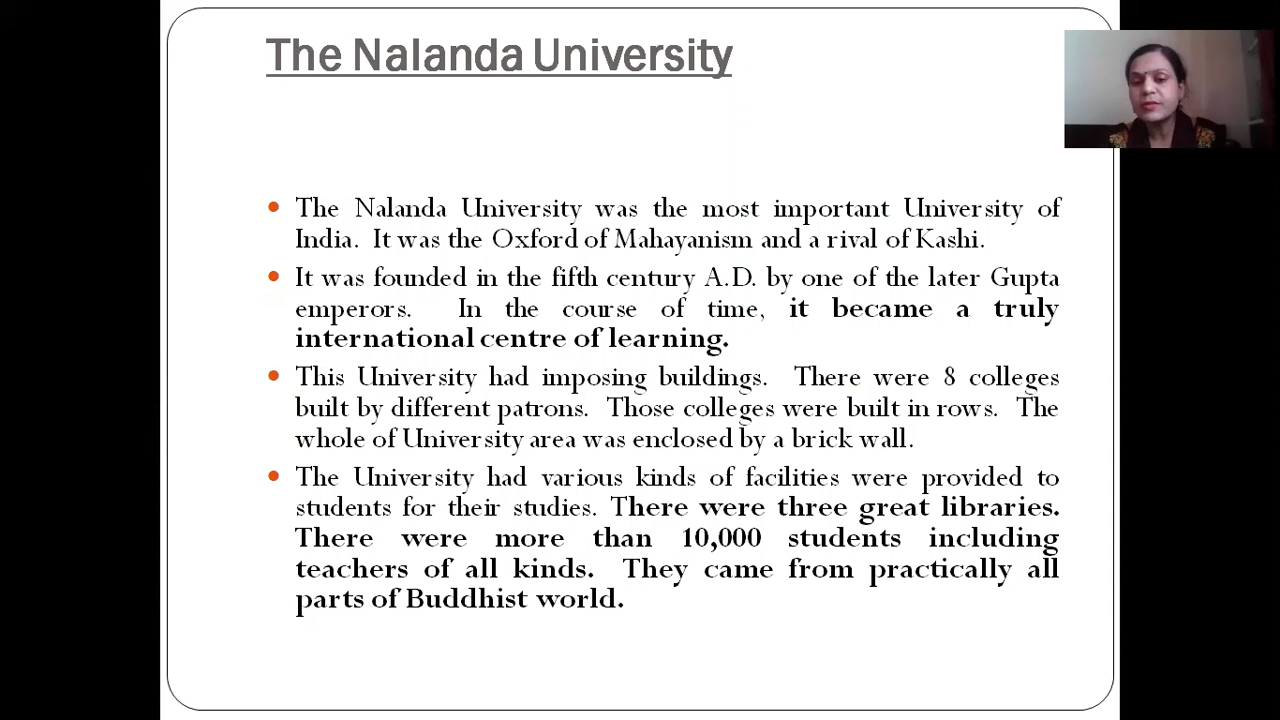 The Nalanda University
• The Nalanda University was the most important University of
India. It was the Oxford of Mahayanism and a rival of Kashi.
• It was founded in the fifth century A.D. by one of the later Gupta
emperors. In the course of time, it became a truly
international centre of learning.
• This University had imposing buildings. There were 8 colleges
built by different patrons. Those colleges were built in rows. The
whole of University area was enclosed by a brick wall.
• The University had various kinds of facilities were provided to
students for their studies. There were three great libraries.
There were more than 10,000 students including
teachers of all kinds. They came from practically all
parts of Buddhist world.